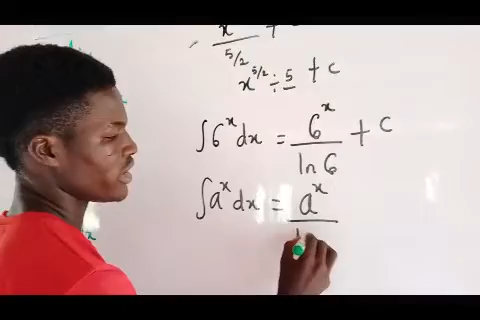 x
5/2
x^5/2 ÷ 5 + c
∫6^x dx = 6^x / ln 6 + c
∫a^x dx = a^x /